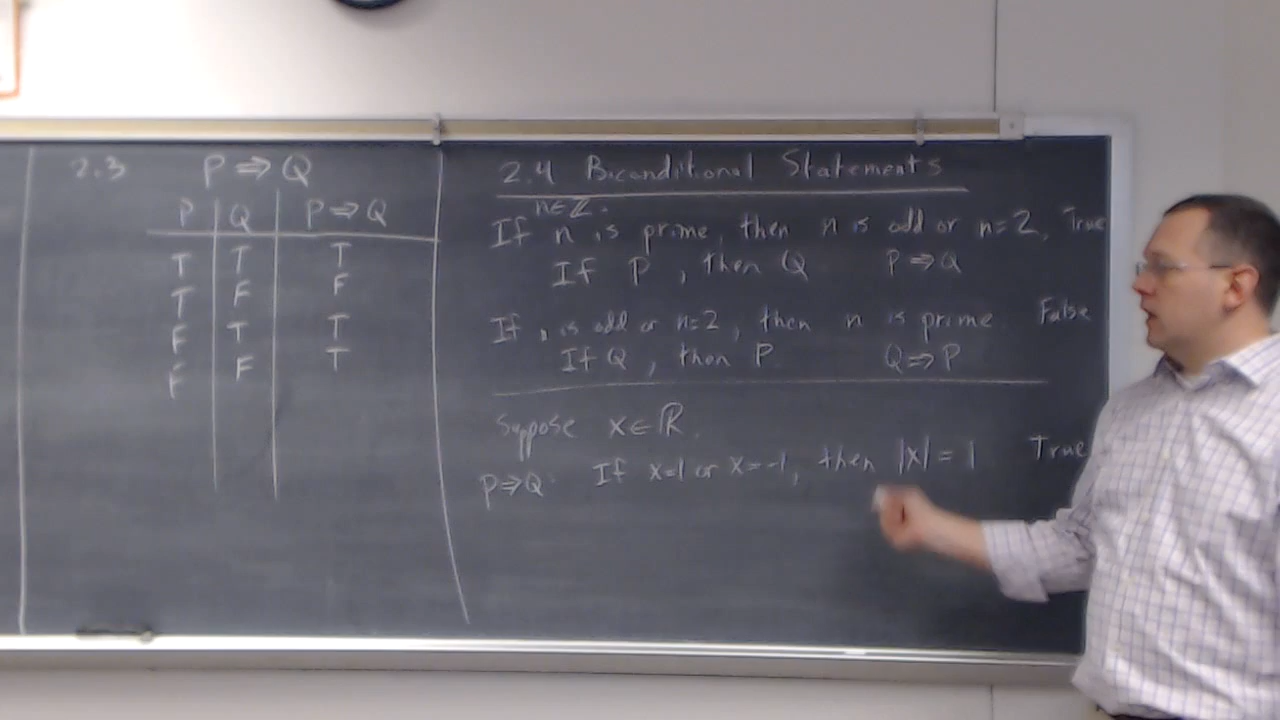 2.3 P ⇒ Q
P Q P ⇒ Q
T T T
T F F
F T T
F F T
2.4 Biconditional Statements
n∈ℤ.
If n is prime, then n is odd or n=2. True
If P, then Q P ⇒ Q
If n is odd or n=2, then n is prime. False
If Q, then P. Q ⇒ P
Suppose x∈ℝ.
P⇒Q: If x=1 or x=-1, then |x|=1 True